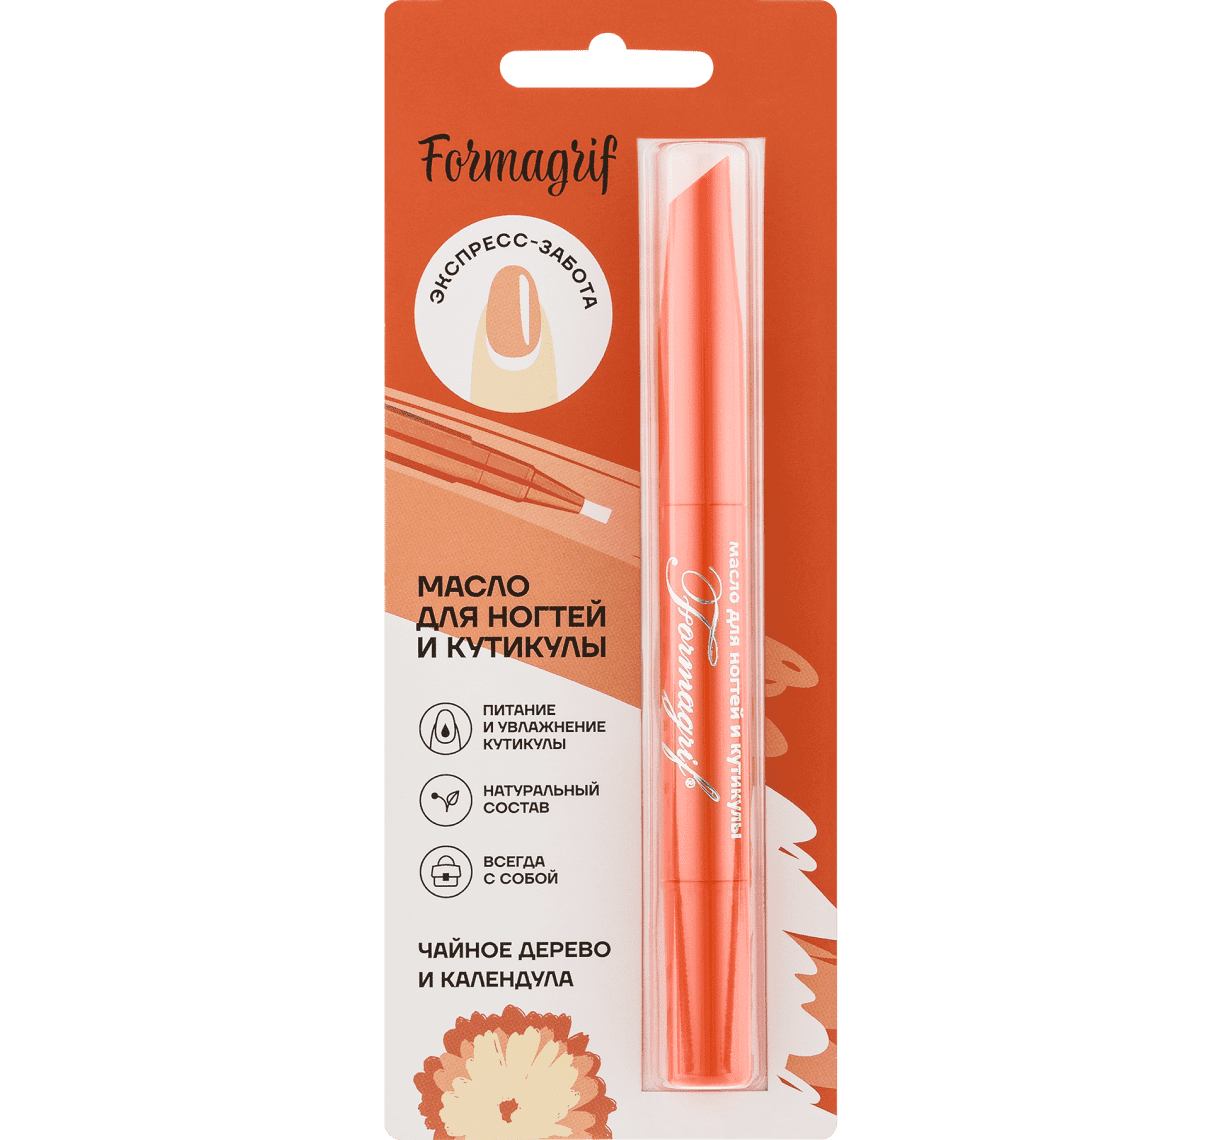 Formagrif
ЭКСПРЕСС-ЗАБОТА
МАСЛО
ДЛЯ НОГТЕЙ
И КУТИКУЛЫ
ПИТАНИЕ
И УВЛАЖНЕНИЕ
КУТИКУЛЫ
НАТУРАЛЬНЫЙ
СОСТАВ
ВСЕГДА
С СОБОЙ
ЧАЙНОЕ ДЕРЕВО
И КАЛЕНДУЛА
масло для ногтей и кутикулы
Formagrif®